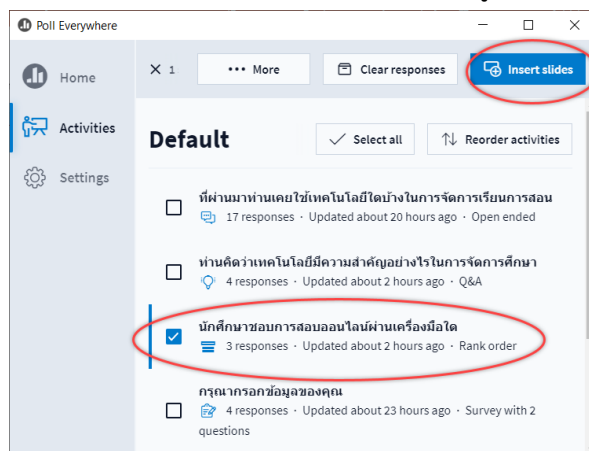 Poll Everywhere
Home
Activities
Settings
1
More
Clear responses
Insert slides
Default
Select all
Reorder activities
ที่ผ่านมาท่านเคยใช้เทคโนโลยีใดบ้างในการจัดการเรียนการสอน
17 responses · Updated about 20 hours ago · Open ended
ท่านคิดว่าเทคโนโลยีมีความสำคัญอย่างไรในการจัดการศึกษา
4 responses · Updated about 2 hours ago · Q&A
นักศึกษาชอบการสอบออนไลน์ผ่านเครื่องมือใด
3 responses · Updated about 2 hours ago · Rank order
กรุณากรอกข้อมูลของคุณ
4 responses · Updated about 23 hours ago · Survey with 2
questions